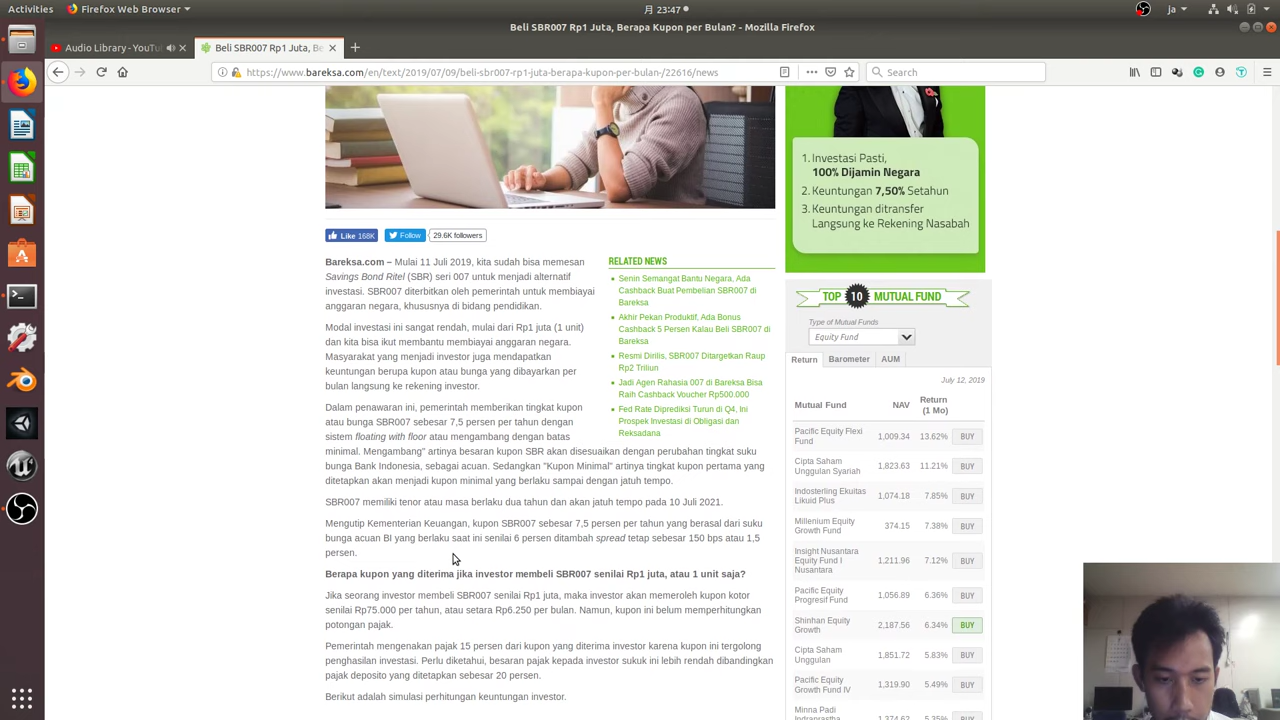 Activities
Firefox Web Browser
23:47
ja
Beli SBR007 Rp1 Juta, Berapa Kupon per Bulan? - Mozilla Firefox
Audio Library - YouTu
Beli SBR007 Rp1 Juta, Be
https://www.bareksa.com/en/text/2019/07/09/beli-sbr007-rp1-juta-berapa-kupon-per-bulan-/22616/news
Search
Like 168K
Follow
29.6K followers
Bareksa.com – Mulai 11 Juli 2019, kita sudah bisa memesan
Savings Bond Ritel (SBR) seri 007 untuk menjadi alternatif
investasi. SBR007 diterbitkan oleh pemerintah untuk membiayai
anggaran negara, khususnya di bidang pendidikan.
Modal investasi ini sangat rendah, mulai dari Rp1 juta (1 unit)
dan kita bisa ikut membantu membiayai anggaran negara.
Masyarakat yang menjadi investor juga mendapatkan
keuntungan berupa kupon atau bunga yang dibayarkan per
bulan langsung ke rekening investor.
Dalam penawaran ini, pemerintah memberikan tingkat kupon
atau bunga SBR007 sebesar 7,5 persen per tahun dengan
sistem floating with floor atau mengambang dengan batas
minimal. Mengambang" artinya besaran kupon SBR akan disesuaikan dengan perubahan tingkat suku
bunga Bank Indonesia, sebagai acuan. Sedangkan "Kupon Minimal" artinya tingkat kupon pertama yang
ditetapkan akan menjadi kupon minimal yang berlaku sampai dengan jatuh tempo.
SBR007 memiliki tenor atau masa berlaku dua tahun dan akan jatuh tempo pada 10 Juli 2021.
Mengutip Kementerian Keuangan, kupon SBR007 sebesar 7,5 persen per tahun yang berasal dari suku
bunga acuan BI yang berlaku saat ini senilai 6 persen ditambah spread tetap sebesar 150 bps atau 1,5
persen.
Berapa kupon yang diterima jika investor membeli SBR007 senilai Rp1 juta, atau 1 unit saja?
Jika seorang investor membeli SBR007 senilai Rp1 juta, maka investor akan memeroleh kupon kotor
senilai Rp75.000 per tahun, atau setara Rp6.250 per bulan. Namun, kupon ini belum memperhitungkan
potongan pajak.
Pemerintah mengenakan pajak 15 persen dari kupon yang diterima investor karena kupon ini tergolong
penghasilan investasi. Perlu diketahui, besaran pajak kepada investor sukuk ini lebih rendah dibandingkan
pajak deposito yang ditetapkan sebesar 20 persen.
Berikut adalah simulasi perhitungan keuntungan investor.
RELATED NEWS
Senin Semangat Bantu Negara, Ada
Cashback Buat Pembelian SBR007 di
Bareksa
Akhir Pekan Produktif, Ada Bonus
Cashback 5 Persen Kalau Beli SBR007 di
Bareksa
Resmi Dirilis, SBR007 Ditargetkan Raup
Rp2 Triliun
Jadi Agen Rahasia 007 di Bareksa Bisa
Raih Cashback Voucher Rp500.000
Fed Rate Diprediksi Turun di Q4, Ini
Prospek Investasi di Obligasi dan
Reksadana
1. Investasi Pasti,
100% Dijamin Negara
2. Keuntungan 7,50% Setahun
3. Keuntungan ditransfer
Langsung ke Rekening Nasabah
TOP 10 MUTUAL FUND
Type of Mutual Funds
Equity Fund
Return Barometer AUM
July 12, 2019
Mutual Fund NAV Return
(1 Mo)
Pacific Equity Flexi
Fund 1,009.34 13.62% BUY
Cipta Saham
Unggulan Syariah 1,823.63 11.21% BUY
Indosterling Ekuitas
Likuid Plus 1,074.18 7.85% BUY
Millenium Equity
Growth Fund 374.15 7.38% BUY
Insight Nusantara
Equity Fund I
Nusantara 1,211.96 7.12% BUY
Pacific Equity
Progresif Fund 1,056.89 6.36% BUY
Shinhan Equity
Growth 2,187.56 6.34% BUY
Cipta Saham
Unggulan 1,851.72 5.83% BUY
Pacific Equity
Growth Fund IV 1,319.90 5.49% BUY
Minna Padi
Indraprastha 1,374.62 5.35% BUY